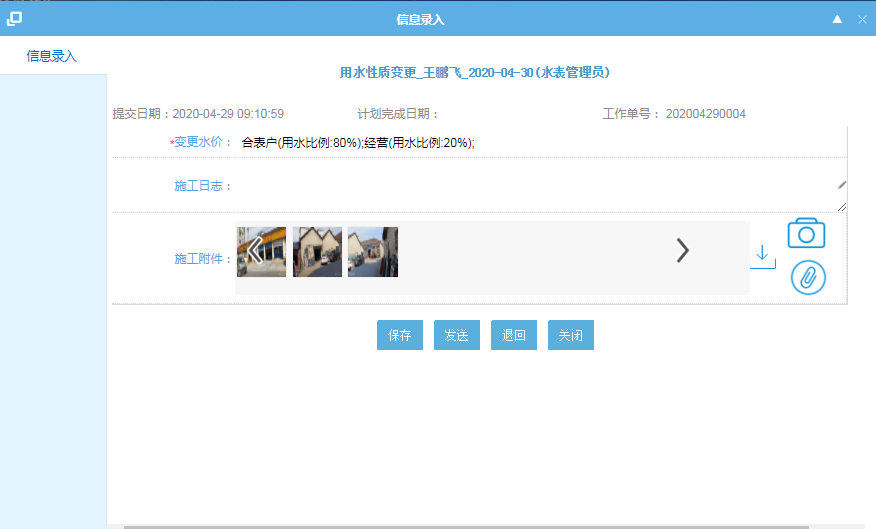 信息录入
信息录入
用水性质变更_王鹏飞_2020-04-30(水表管理员)
提交日期：2020-04-29 09:10:59 计划完成日期： 工作单号： 202004290004
*变更水价： 合表户(用水比例:80%);经营(用水比例:20%);
施工日志：
施工附件：
保存 发送 退回 关闭